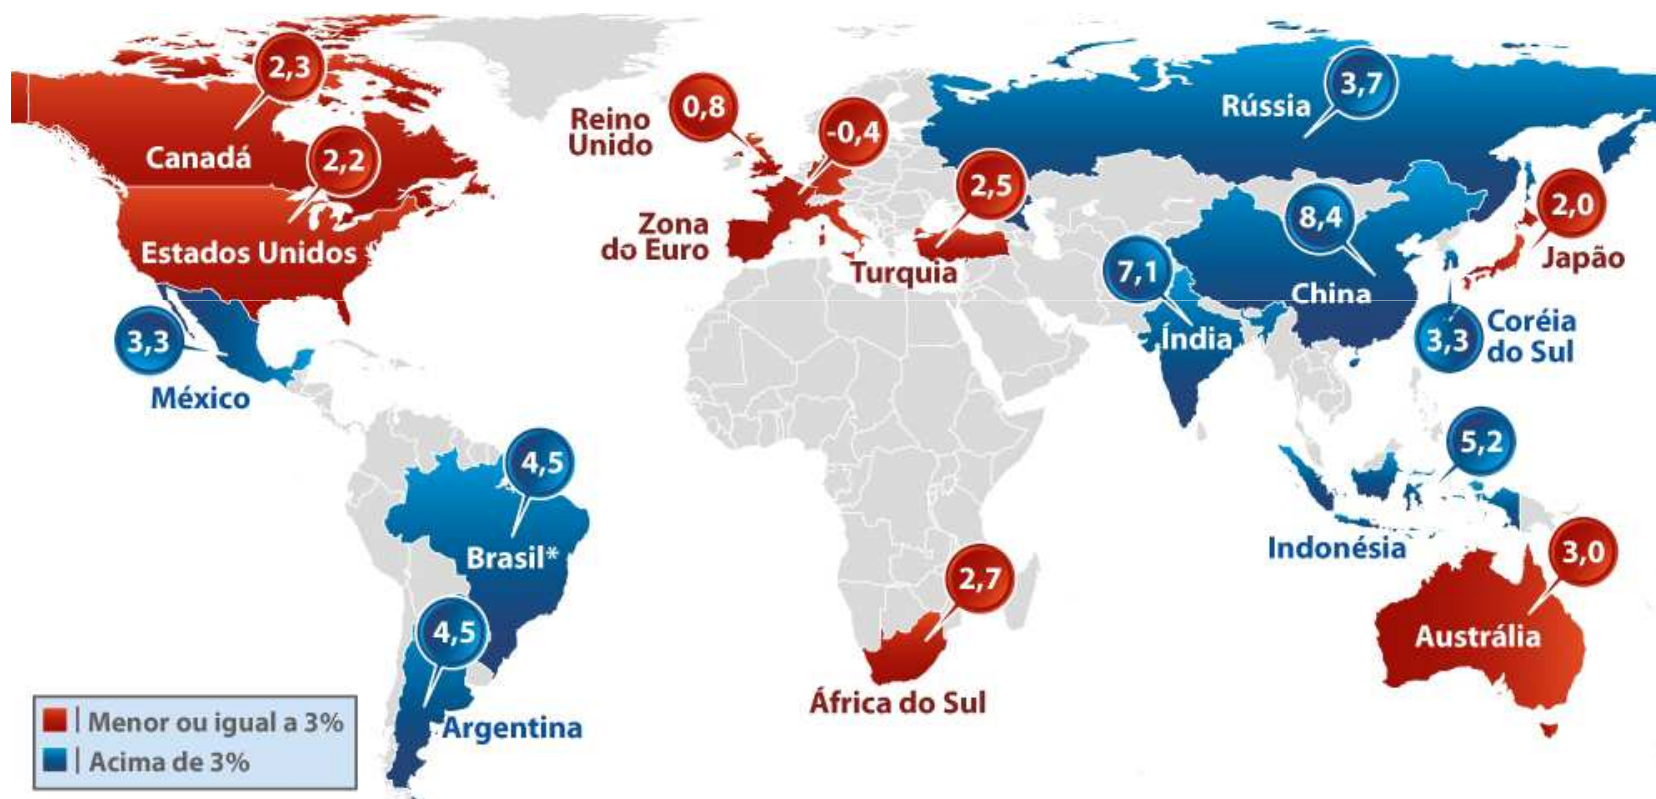 2,3
Canadá
2,2
Estados Unidos
3,3
México
4,5
Brasil*
4,5
Argentina
Reino
Unido
0,8
-0,4
Zona
do Euro
2,5
Turquia
2,7
África do Sul
Rússia
3,7
8,4
China
7,1
Índia
2,0
Japão
3,3
Coréia
do Sul
5,2
Indonésia
3,0
Austrália
| Menor ou igual a 3%
| Acima de 3%